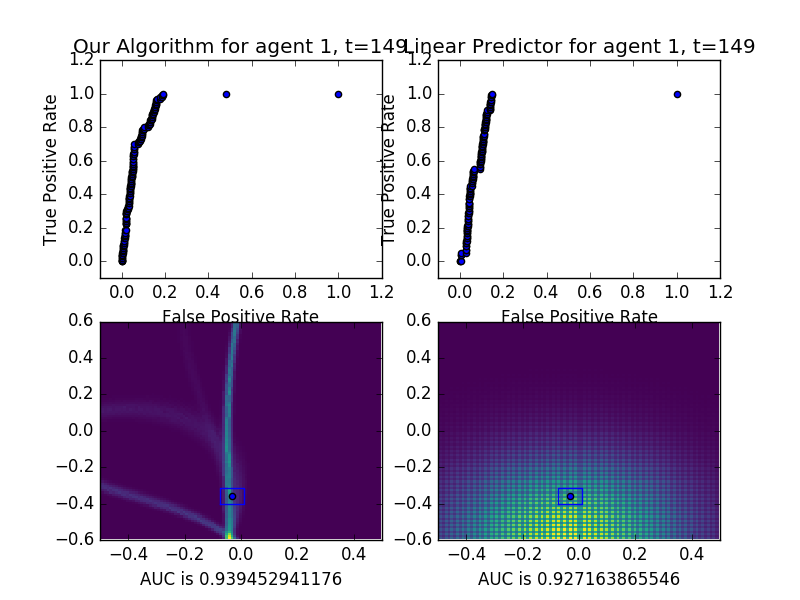 Our Algorithm for agent 1, t=149
Linear Predictor for agent 1, t=149
1.2
1.0
0.8
0.6
0.4
0.2
0.0
True Positive Rate
0.0 0.2 0.4 0.6 0.8 1.0 1.2
False Positive Rate
1.2
1.0
0.8
0.6
0.4
0.2
0.0
True Positive Rate
0.0 0.2 0.4 0.6 0.8 1.0 1.2
False Positive Rate
0.6
0.4
0.2
0.0
−0.2
−0.4
−0.6
−0.4 −0.2 0.0 0.2 0.4
AUC is 0.939452941176
0.6
0.4
0.2
0.0
−0.2
−0.4
−0.6
−0.4 −0.2 0.0 0.2 0.4
AUC is 0.927163865546